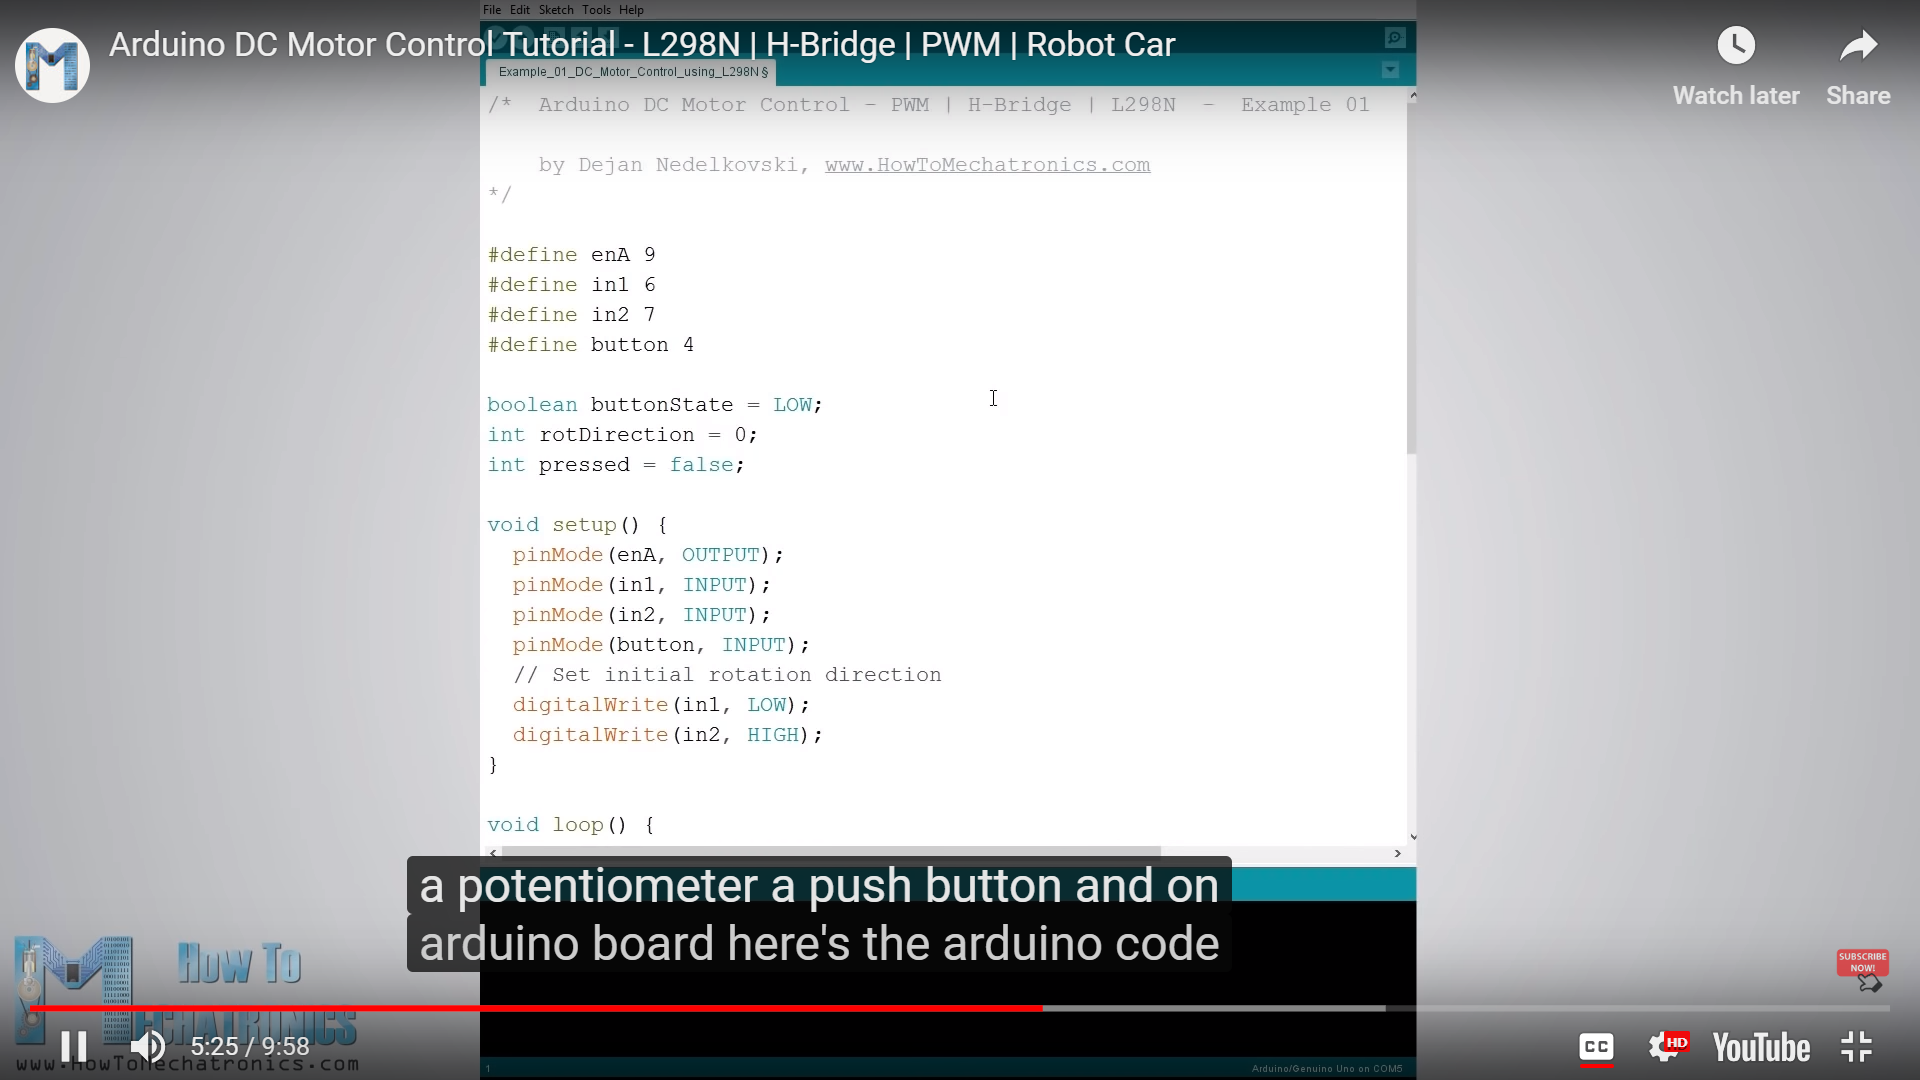 File Edit Sketch Tools Help
Arduino DC Motor Control Tutorial - L298N | H-Bridge | PWM | Robot Car
Watch later
Share
Example_01_DC_Motor_Control_using_L298N §
/*  Arduino DC Motor Control - PWM | H-Bridge | L298N  -  Example 01
by Dejan Nedelkovski, www.HowToMechatronics.com
*/
#define enA 9
#define in1 6
#define in2 7
#define button 4
boolean buttonState = LOW;
int rotDirection = 0;
int pressed = false;
void setup() {
pinMode(enA, OUTPUT);
pinMode(in1, INPUT);
pinMode(in2, INPUT);
pinMode(button, INPUT);
// Set initial rotation direction
digitalWrite(in1, LOW);
digitalWrite(in2, HIGH);
}
void loop() {
a potentiometer a push button and on
arduino board here's the arduino code
How To
MECHATRONICS
www.HowToMechatronics.com
SUBSCRIBE
NOW!
5:25 / 9:58
CC
HD
YouTube
1
Arduino/Genuino Uno on COM5